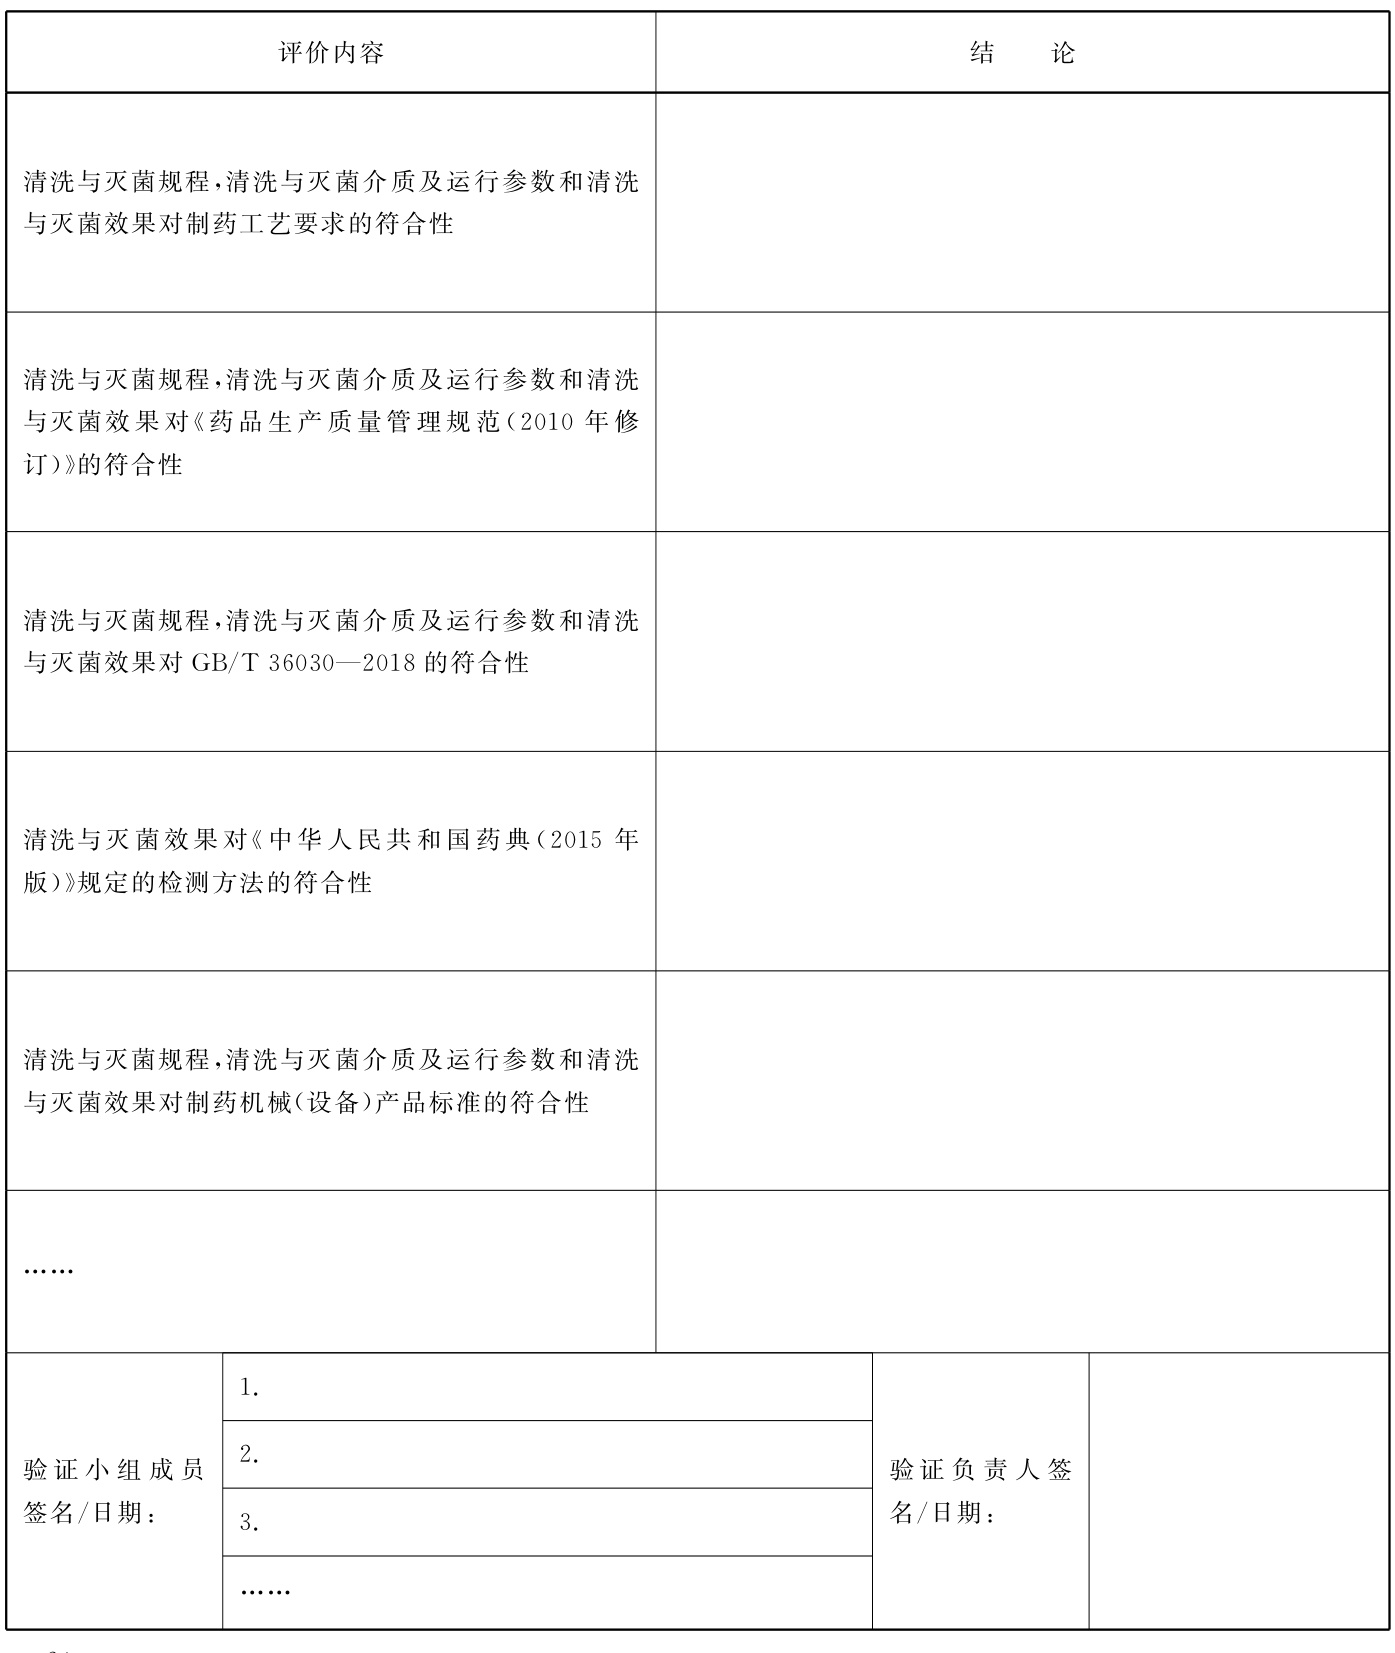 评价内容
结 论
清洗与灭菌规程,清洗与灭菌介质及运行参数和清洗
与灭菌效果对制药工艺要求的符合性
清洗与灭菌规程,清洗与灭菌介质及运行参数和清洗
与灭菌效果对《药品生产质量管理规范(2010 年修
订)》的符合性
清洗与灭菌规程,清洗与灭菌介质及运行参数和清洗
与灭菌效果对 GB/T 36030—2018 的符合性
清洗与灭菌效果对《中华人民共和国药典(2015 年
版)》规定的检测方法的符合性
清洗与灭菌规程,清洗与灭菌介质及运行参数和清洗
与灭菌效果对制药机械(设备)产品标准的符合性
……
验证小组成员
签名/日期:
1.
2.
3.
……
验证负责人签
名/日期: